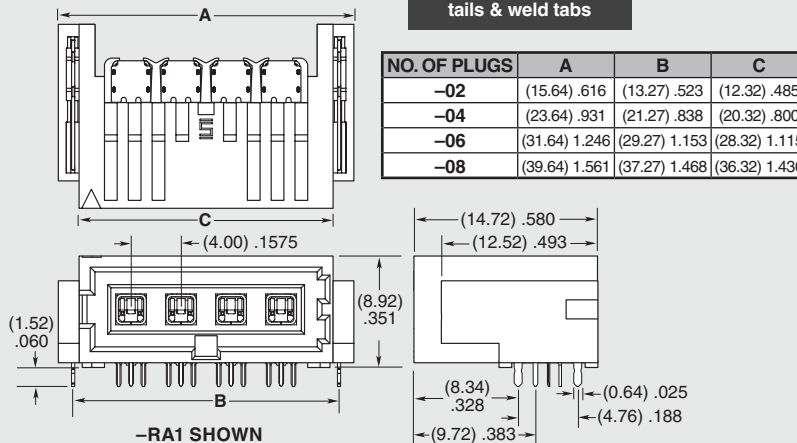 tails & weld tabs
A
NO. OF PLUGS A B C
–02 (15.64) .616 (13.27) .523 (12.32) .485
–04 (23.64) .931 (21.27) .838 (20.32) .800
–06 (31.64) 1.246 (29.27) 1.153 (28.32) 1.115
–08 (39.64) 1.561 (37.27) 1.468 (36.32) 1.430
C
(4.00) .1575
(14.72) .580
(12.52) .493
(8.92)
.351
(1.52)
.060
B
–RA1 SHOWN
(8.34)
.328
(0.64) .025
(4.76) .188
(9.72) .383